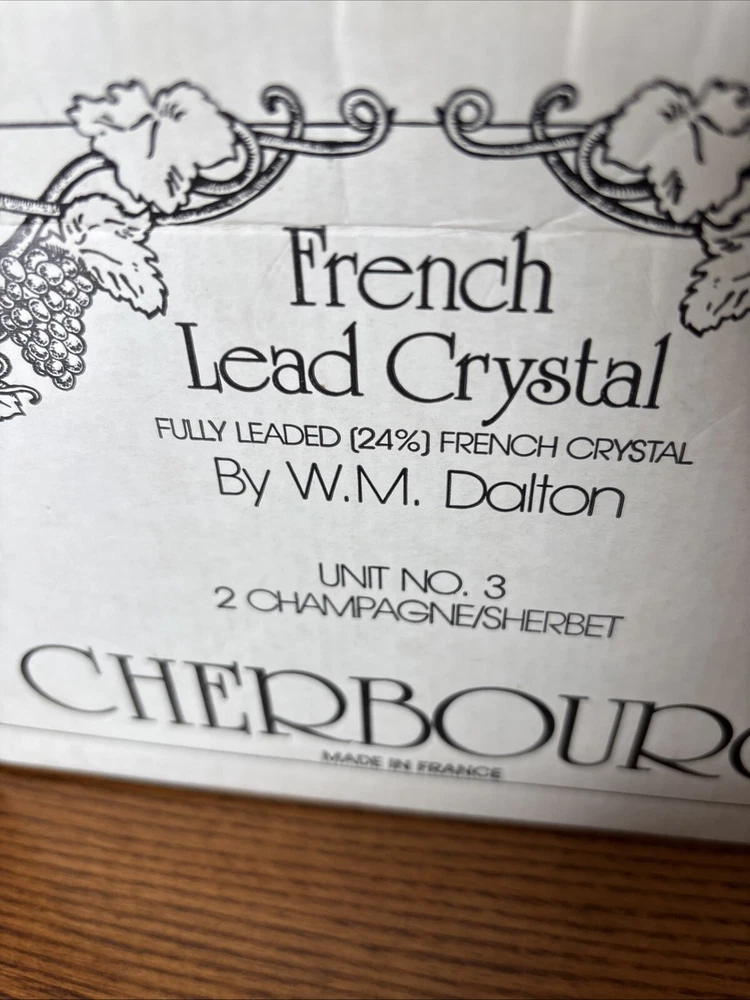 French
Lead Crystal
FULLY LEADED (24%) FRENCH CRYSTAL
By W.M. Dalton
UNIT NO. 3
2 CHAMPAGNE/SHERBET
CHERBOUR
MADE IN FRANCE